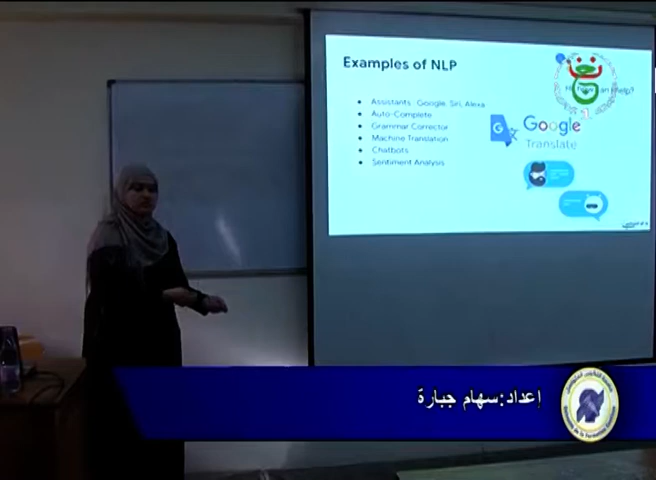 Examples of NLP
Assistants: Google, Siri, Alexa
Auto-Complete
Grammar Corrector
Machine Translation
Chatbots
Sentiment Analysis
Google
Translate
إعداد:سهام جبارة